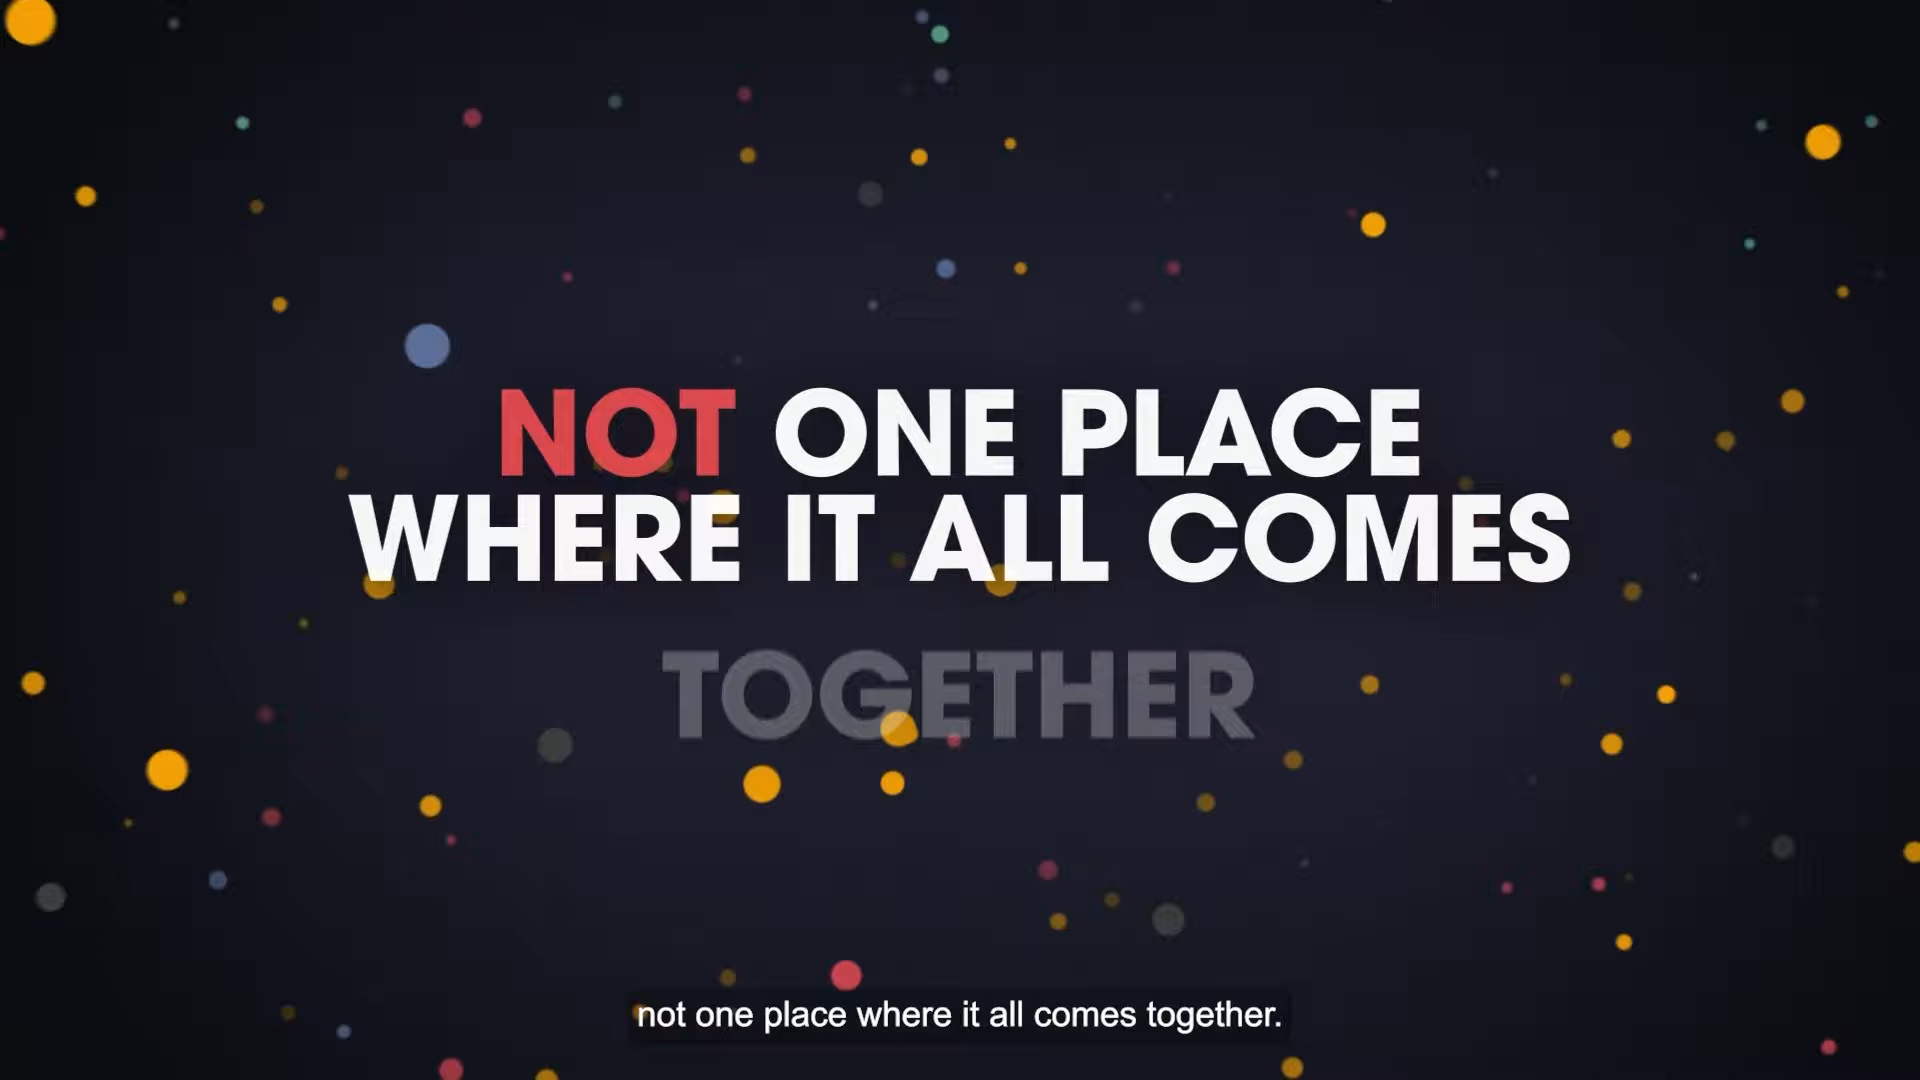 NOT ONE PLACE
WHERE IT ALL COMES
TOGETHER
not one place where it all comes together.